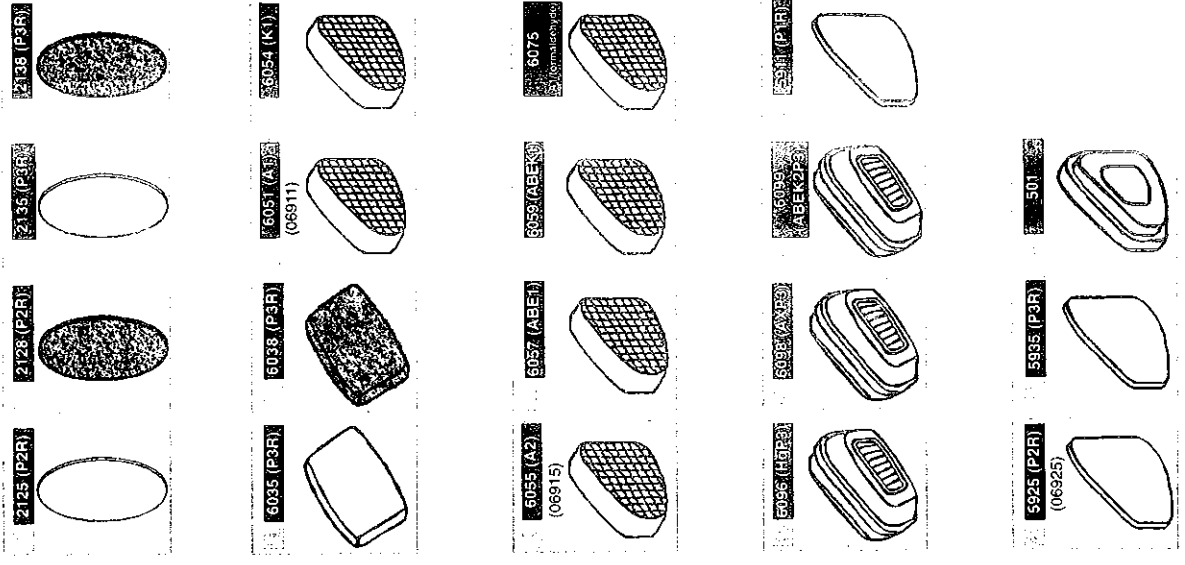 2125 (P2R)
2128 (P2R)
2135 (P3R)
2138 (P3R)
6035 (P3R)
6038 (P3R)
6051 (A1)
(06911)
6054 (K1)
6055 (A2)
(06915)
6057 (ABE1)
6059 (ABEK1)
6075
(formaldehyde)
6096 (HgP3)
6098 (AXP3)
6099
ABEK2P3
5911 (P1R)
5925 (P2R)
(06925)
5935 (P3R)
501